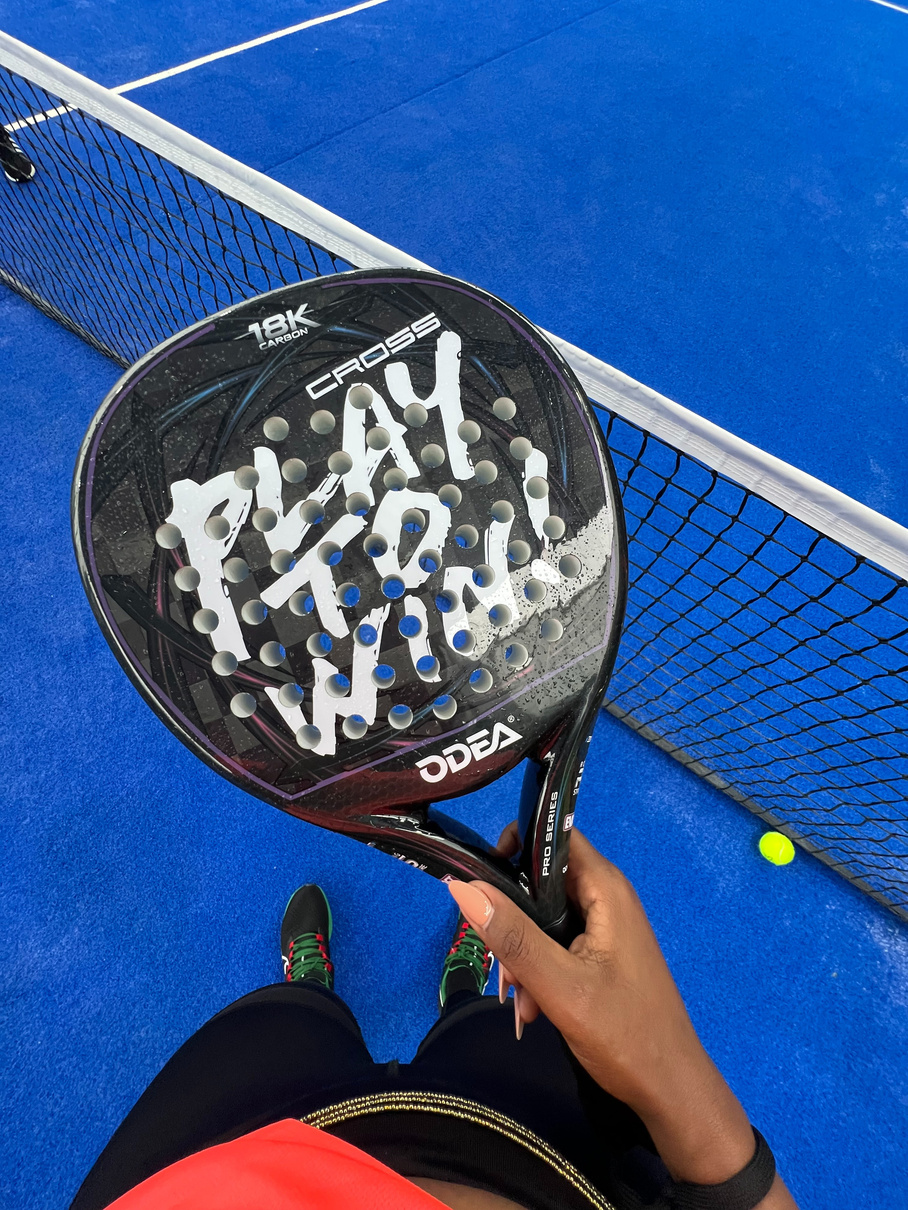 18K
CARBON
CROSS
PLAY
TO
WIN!
ODEA®
PRO SERIES